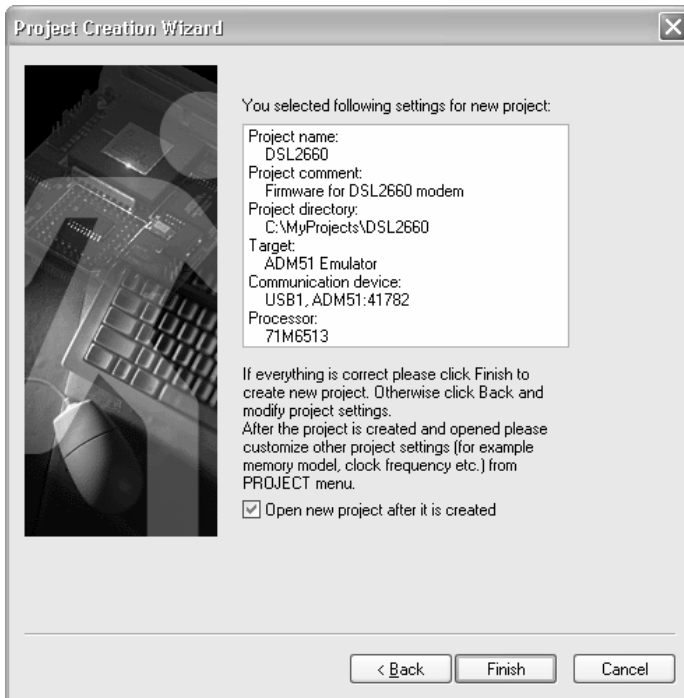 Project Creation Wizard
You selected following settings for new project:
Project name:
DSL2660
Project comment:
Firmware for DSL2660 modem
Project directory:
C:\MyProjects\DSL2660
Target:
ADM51 Emulator
Communication device:
USB1, ADM51:41782
Processor:
71M6513
If everything is correct please click Finish to
create new project. Otherwise click Back and
modify project settings.
After the project is created and opened please
customize other project settings (for example
memory model, clock frequency etc.) from
PROJECT menu.
Open new project after it is created
< Back
Finish
Cancel